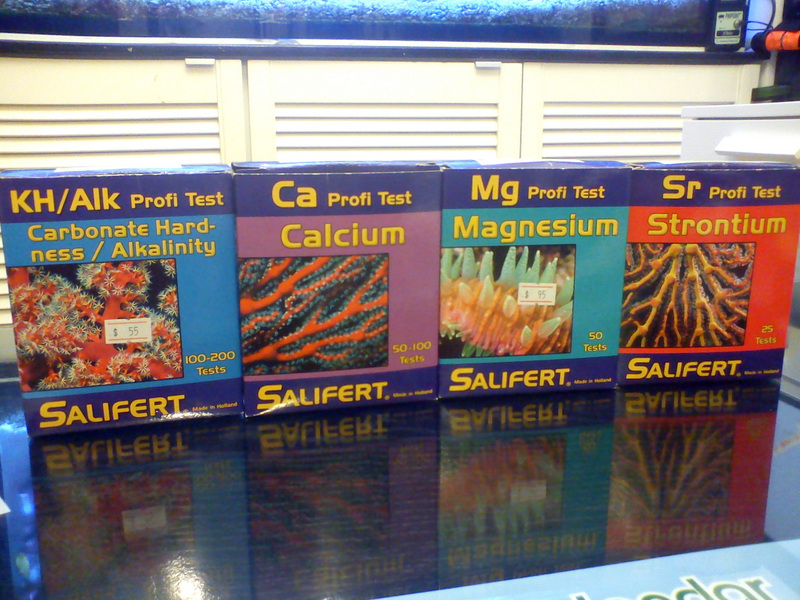 KH/Alk Profi Test
Carbonate Hard-
ness / Alkalinity
$ 55
100-200
Tests
SALIFERT® Made in Holland
Ca Profi Test
Calcium
50-100
Tests
SALIFERT® Made in Holland
Mg Profi Test
Magnesium
$ 95
50
Tests
SALIFERT® Made in Holland
Sr Profi Test
Strontium
25
Tests
SALIFERT® Made in Holland